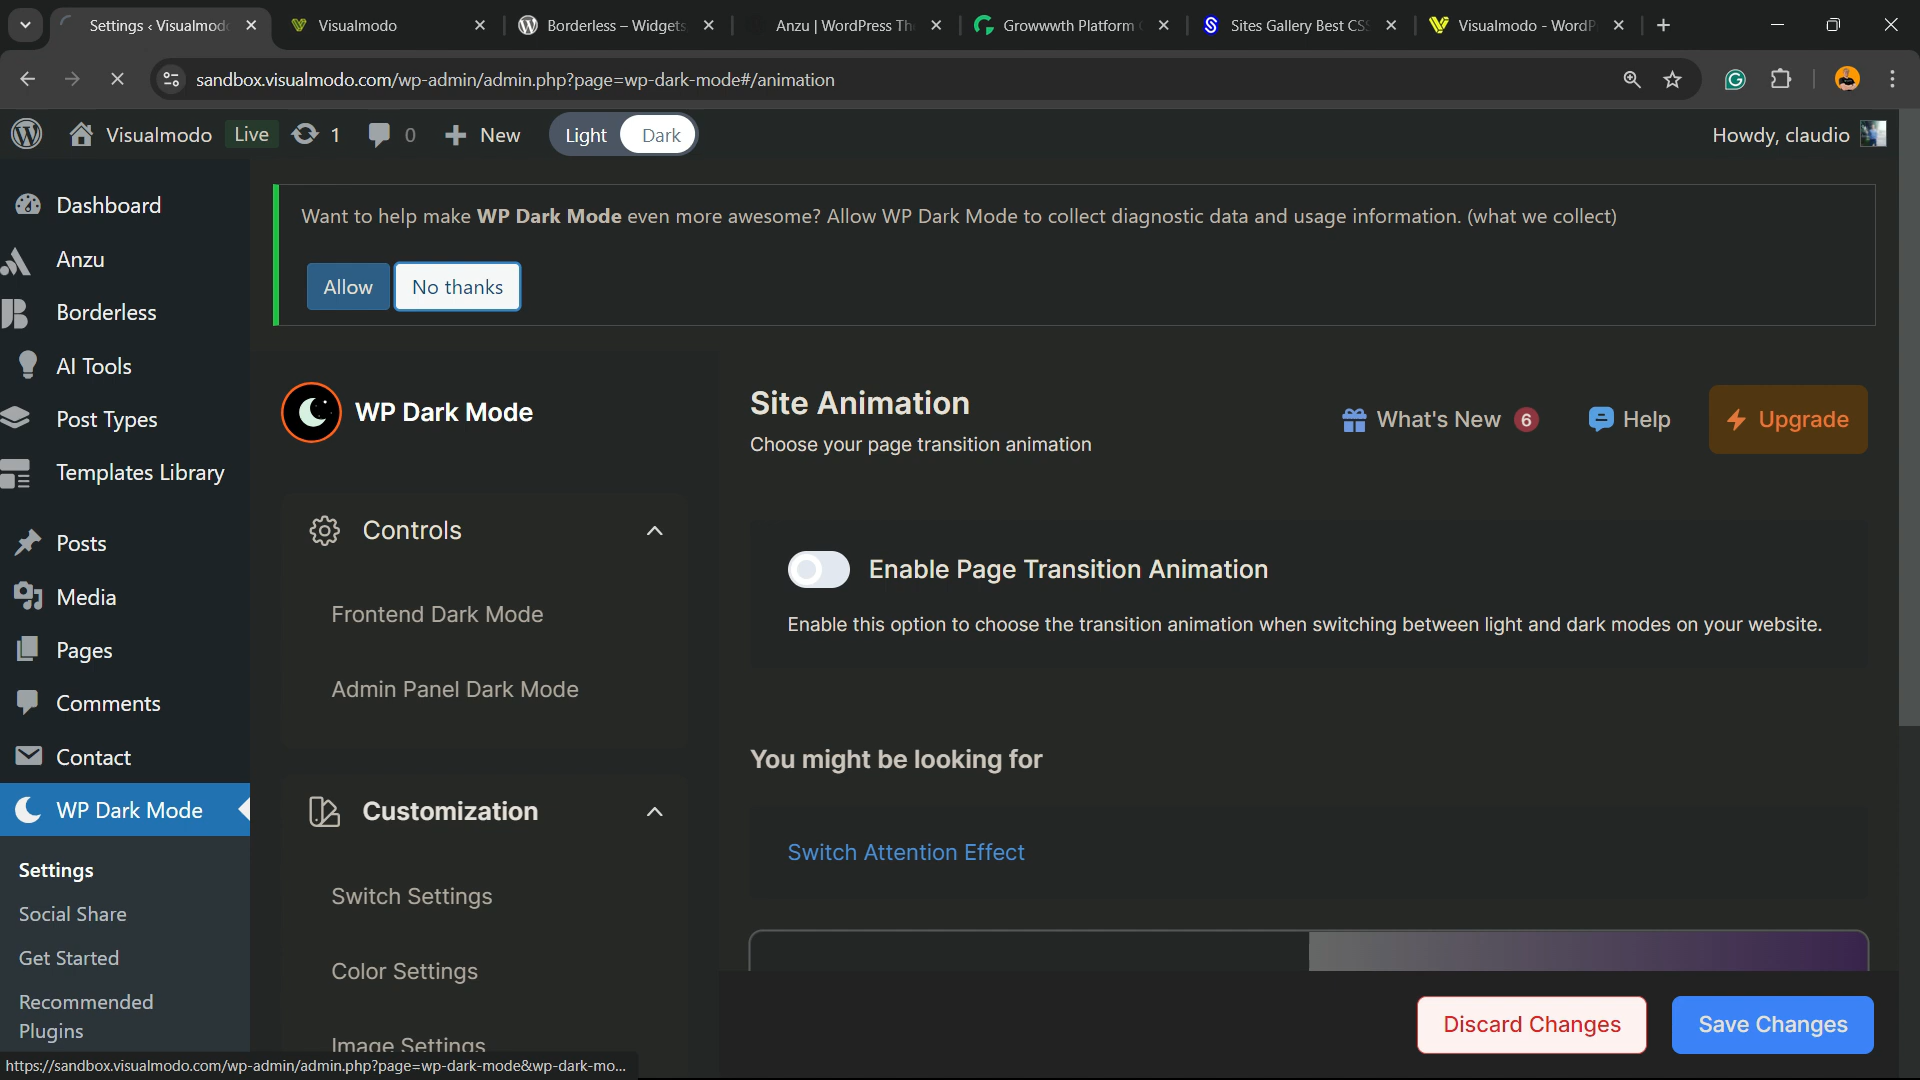 Settings ‹ Visualmod
Visualmodo
Borderless – Widgets
Anzu | WordPress Th
Growwwth Platform
Sites Gallery Best CSS
Visualmodo - WordP
sandbox.visualmodo.com/wp-admin/admin.php?page=wp-dark-mode#/animation
Visualmodo Live 1 0 New Light Dark
Howdy, claudio
Dashboard
Anzu
Borderless
AI Tools
Post Types
Templates Library
Posts
Media
Pages
Comments
Contact
WP Dark Mode
Settings
Social Share
Get Started
Recommended
Plugins
Want to help make WP Dark Mode even more awesome? Allow WP Dark Mode to collect diagnostic data and usage information. (what we collect)
Allow No thanks
WP Dark Mode
Controls
Frontend Dark Mode
Admin Panel Dark Mode
Customization
Switch Settings
Color Settings
Image Settings
Site Animation
Choose your page transition animation
What's New 6 Help Upgrade
Enable Page Transition Animation
Enable this option to choose the transition animation when switching between light and dark modes on your website.
You might be looking for
Switch Attention Effect
Discard Changes Save Changes
https://sandbox.visualmodo.com/wp-admin/admin.php?page=wp-dark-mode&wp-dark-mo...